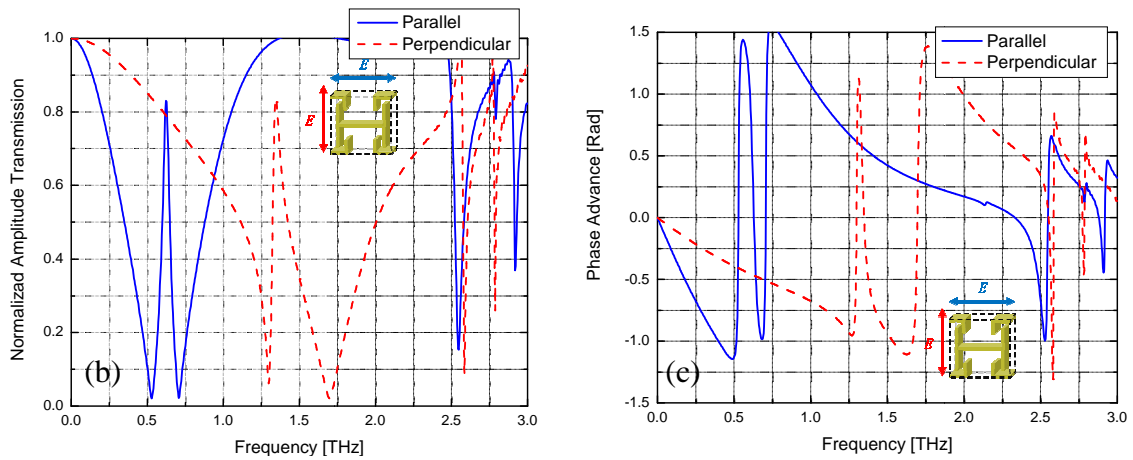 Parallel
Perpendicular
E
E
Normalizad Amplitude Transmission
1.0
0.8
0.6
0.4
0.2
0.0
(b)
0.0 0.5 1.0 1.5 2.0 2.5 3.0
Frequency [THz]
Parallel
Perpendicular
Phase Advance [Rad]
1.5
1.0
0.5
0.0
-0.5
-1.0
-1.5
E
E
(c)
0.0 0.5 1.0 1.5 2.0 2.5 3.0
Frequency [THz]